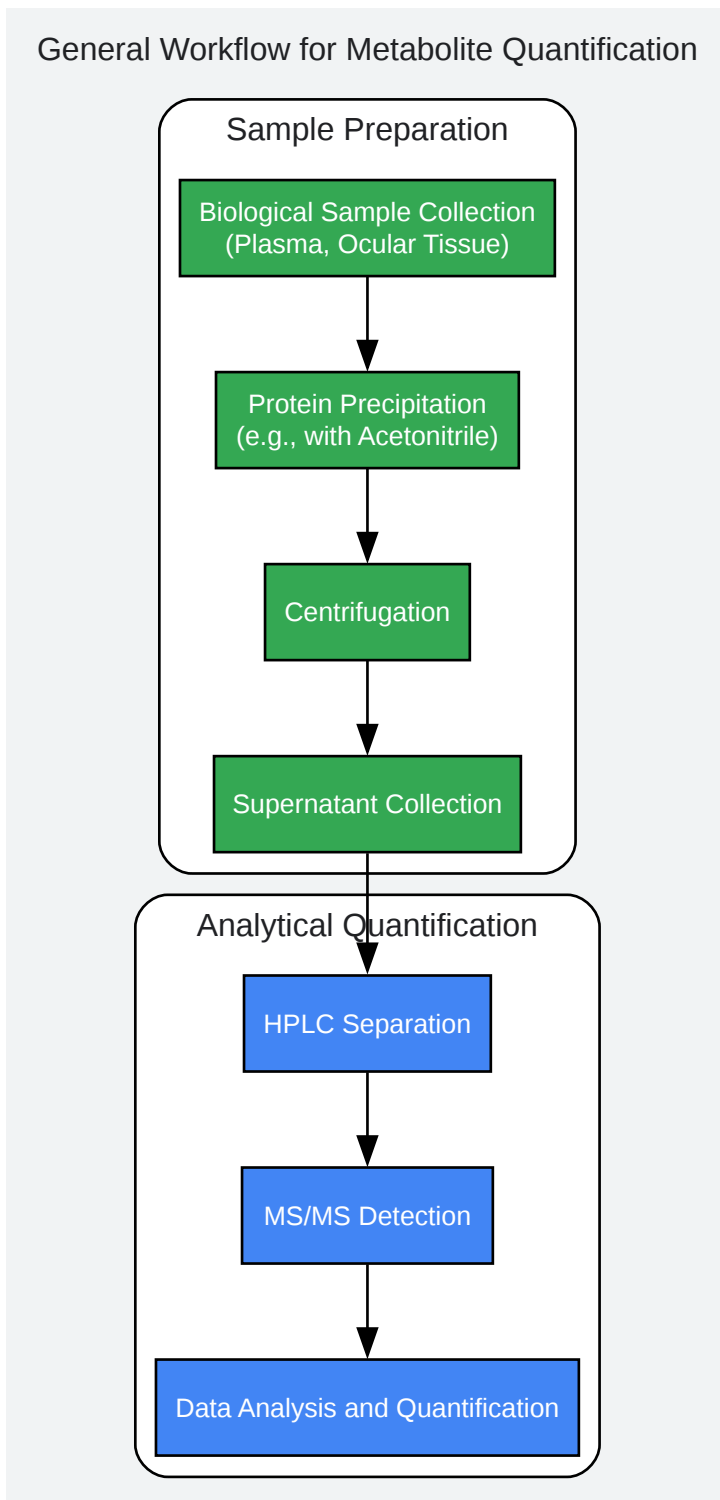 General Workflow for Metabolite Quantification
Sample Preparation
Biological Sample Collection
(Plasma, Ocular Tissue)
Protein Precipitation
(e.g., with Acetonitrile)
Centrifugation
Supernatant Collection
Analytical Quantification
HPLC Separation
MS/MS Detection
Data Analysis and Quantification